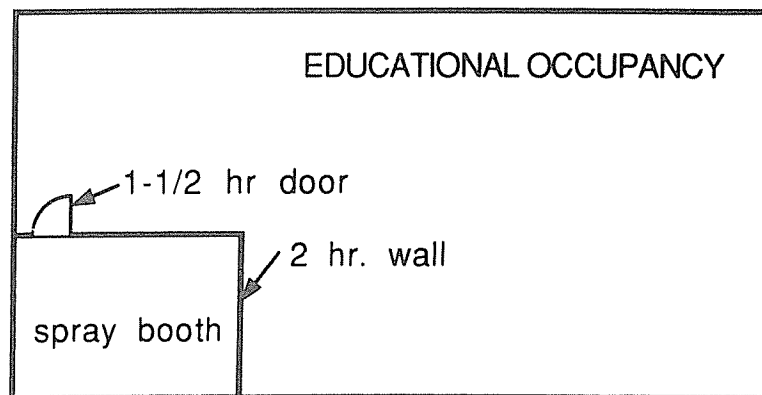 EDUCATIONAL OCCUPANCY
1-1/2 hr door
2 hr. wall
spray booth